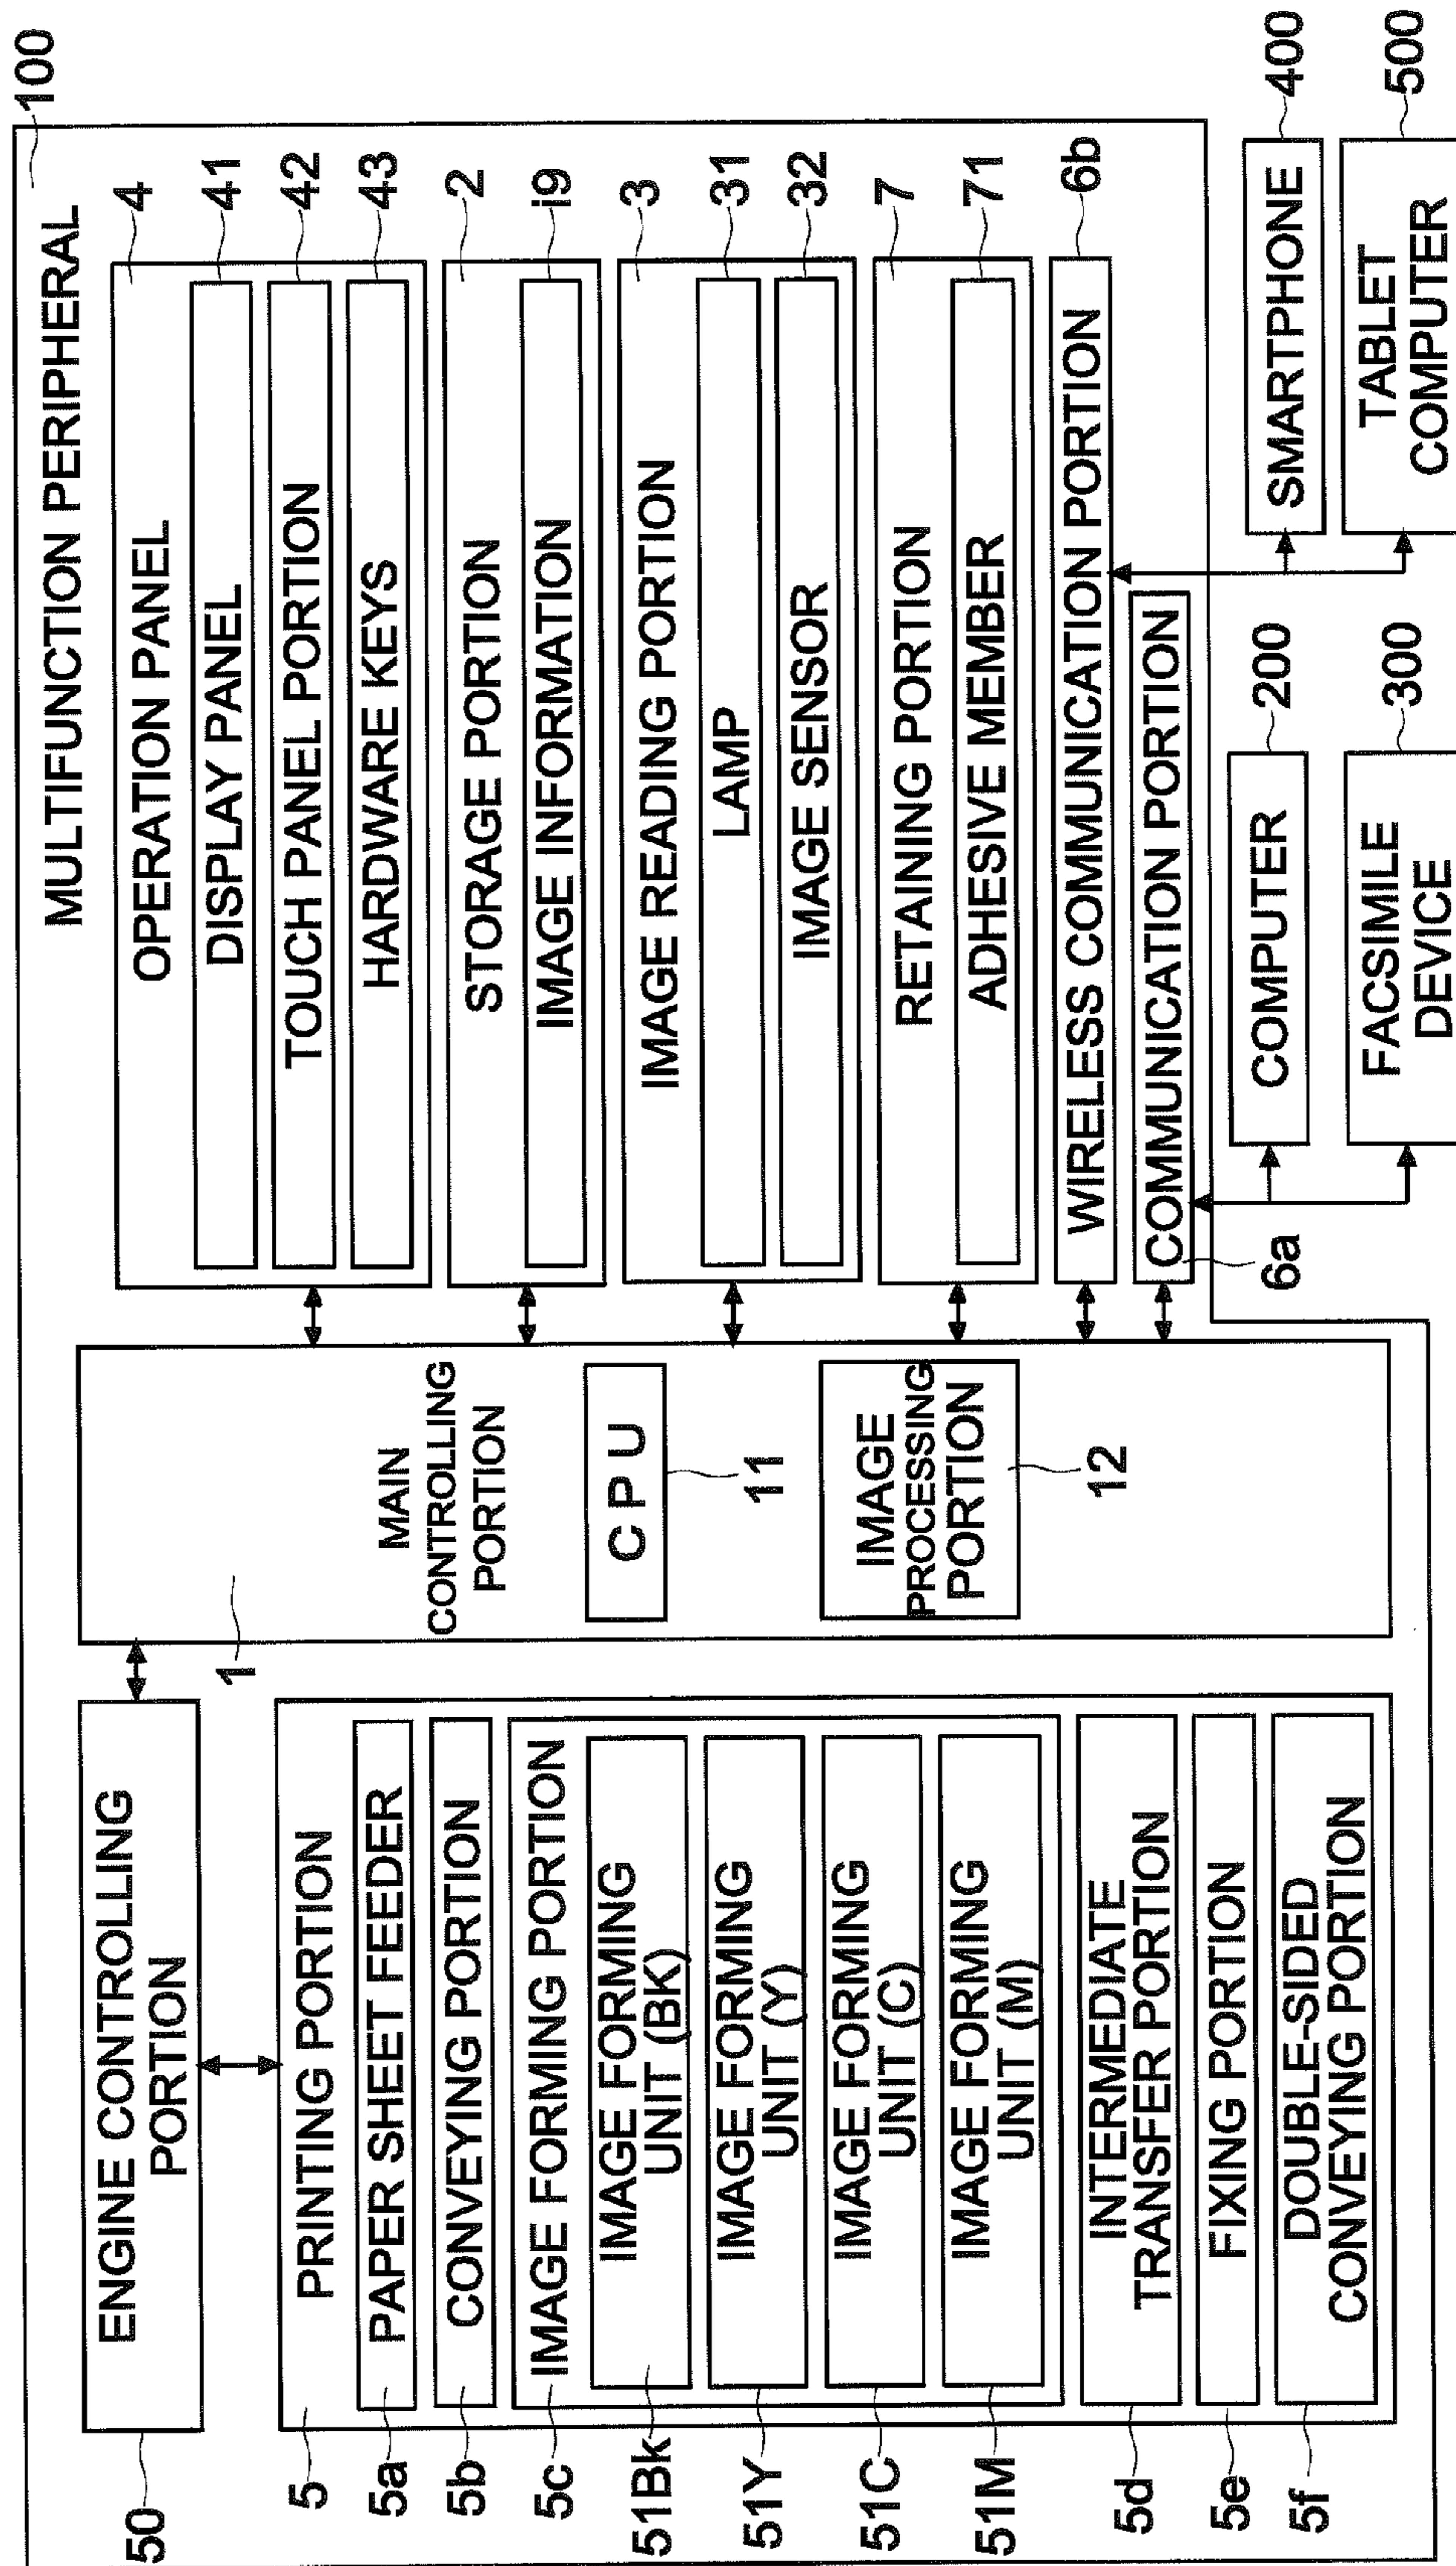 MULTIFUNCTION PERIPHERAL
100
50
ENGINE CONTROLLING
PORTION
5
PRINTING PORTION
5a
PAPER SHEET FEEDER
5b
CONVEYING PORTION
5c
IMAGE FORMING PORTION
51Bk
IMAGE FORMING
UNIT (BK)
51Y
IMAGE FORMING
UNIT (Y)
51C
IMAGE FORMING
UNIT (C)
51M
IMAGE FORMING
UNIT (M)
5d
INTERMEDIATE
TRANSFER PORTION
5e
FIXING PORTION
5f
DOUBLE-SIDED
CONVEYING PORTION
1
MAIN
CONTROLLING
PORTION
C P U
11
IMAGE
PROCESSING
PORTION
12
OPERATION PANEL
4
DISPLAY PANEL
41
TOUCH PANEL PORTION
42
HARDWARE KEYS
43
STORAGE PORTION
2
IMAGE INFORMATION
i9
IMAGE READING PORTION
3
LAMP
31
IMAGE SENSOR
32
RETAINING PORTION
7
ADHESIVE MEMBER
71
WIRELESS COMMUNICATION PORTION
6b
COMMUNICATION PORTION
6a
COMPUTER
200
FACSIMILE
DEVICE
300
SMARTPHONE
400
TABLET
COMPUTER
500